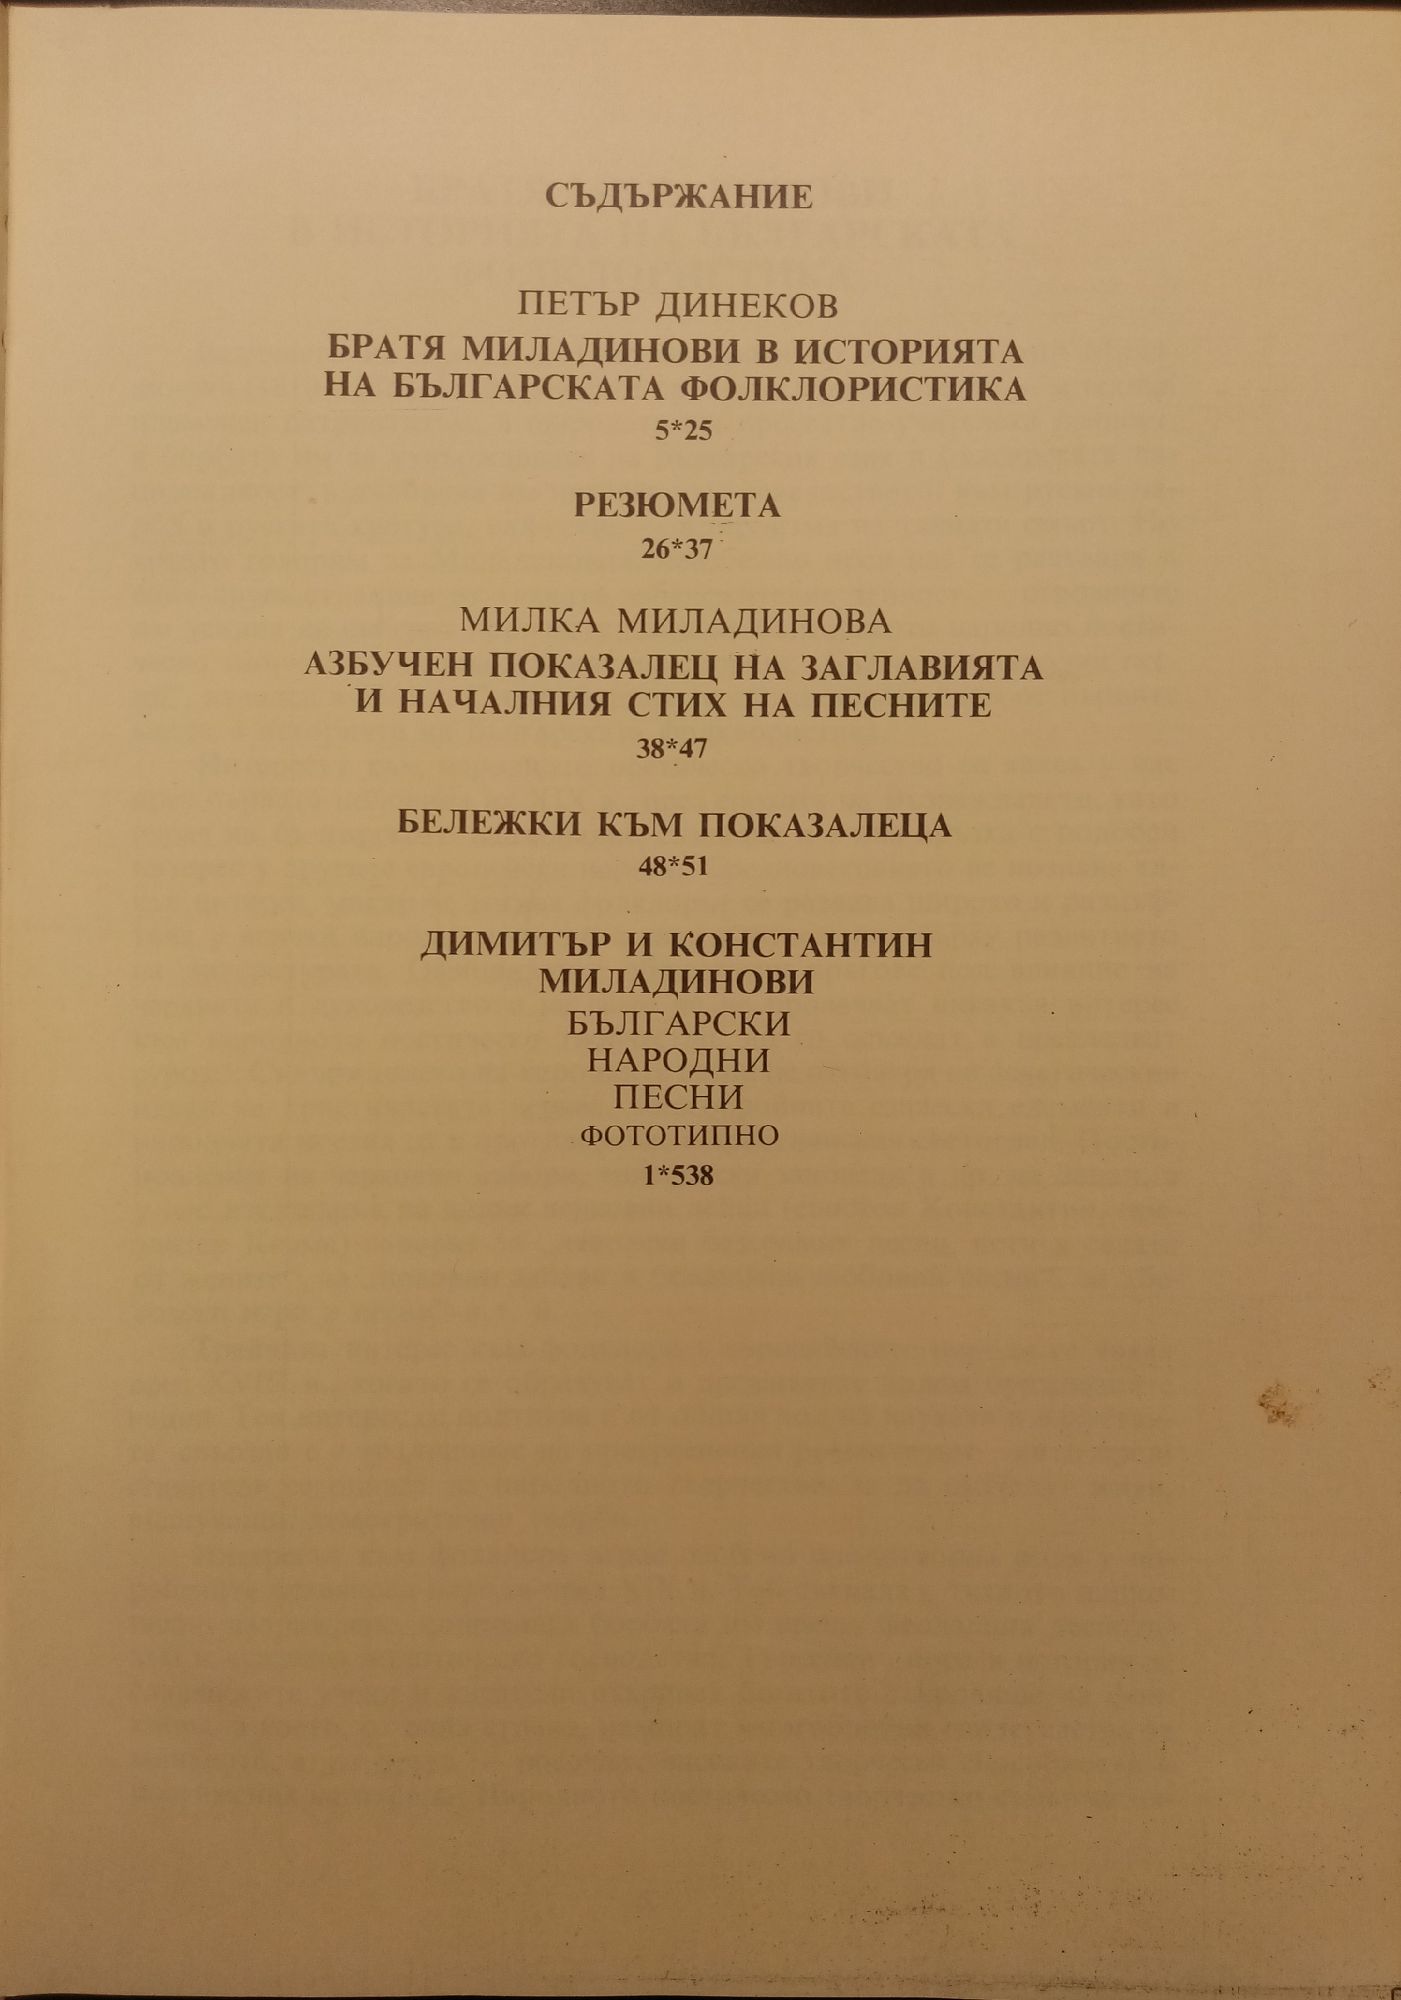 СЪДЪРЖАНИЕ
ПЕТЪР ДИНЕКОВ
БРАТЯ МИЛАДИНОВИ В ИСТОРИЯТА
НА БЪЛГАРСКАТА ФОЛКЛОРИСТИКА
5*25
РЕЗЮМЕТА
26*37
МИЛКА МИЛАДИНОВА
АЗБУЧЕН ПОКАЗАЛЕЦ НА ЗАГЛАВИЯТА
И НАЧАЛНИЯ СТИХ НА ПЕСНИТЕ
38*47
БЕЛЕЖКИ КЪМ ПОКАЗАЛЕЦА
48*51
ДИМИТЪР И КОНСТАНТИН
МИЛАДИНОВИ
БЪЛГАРСКИ
НАРОДНИ
ПЕСНИ
ФОТОТИПНО
1*538